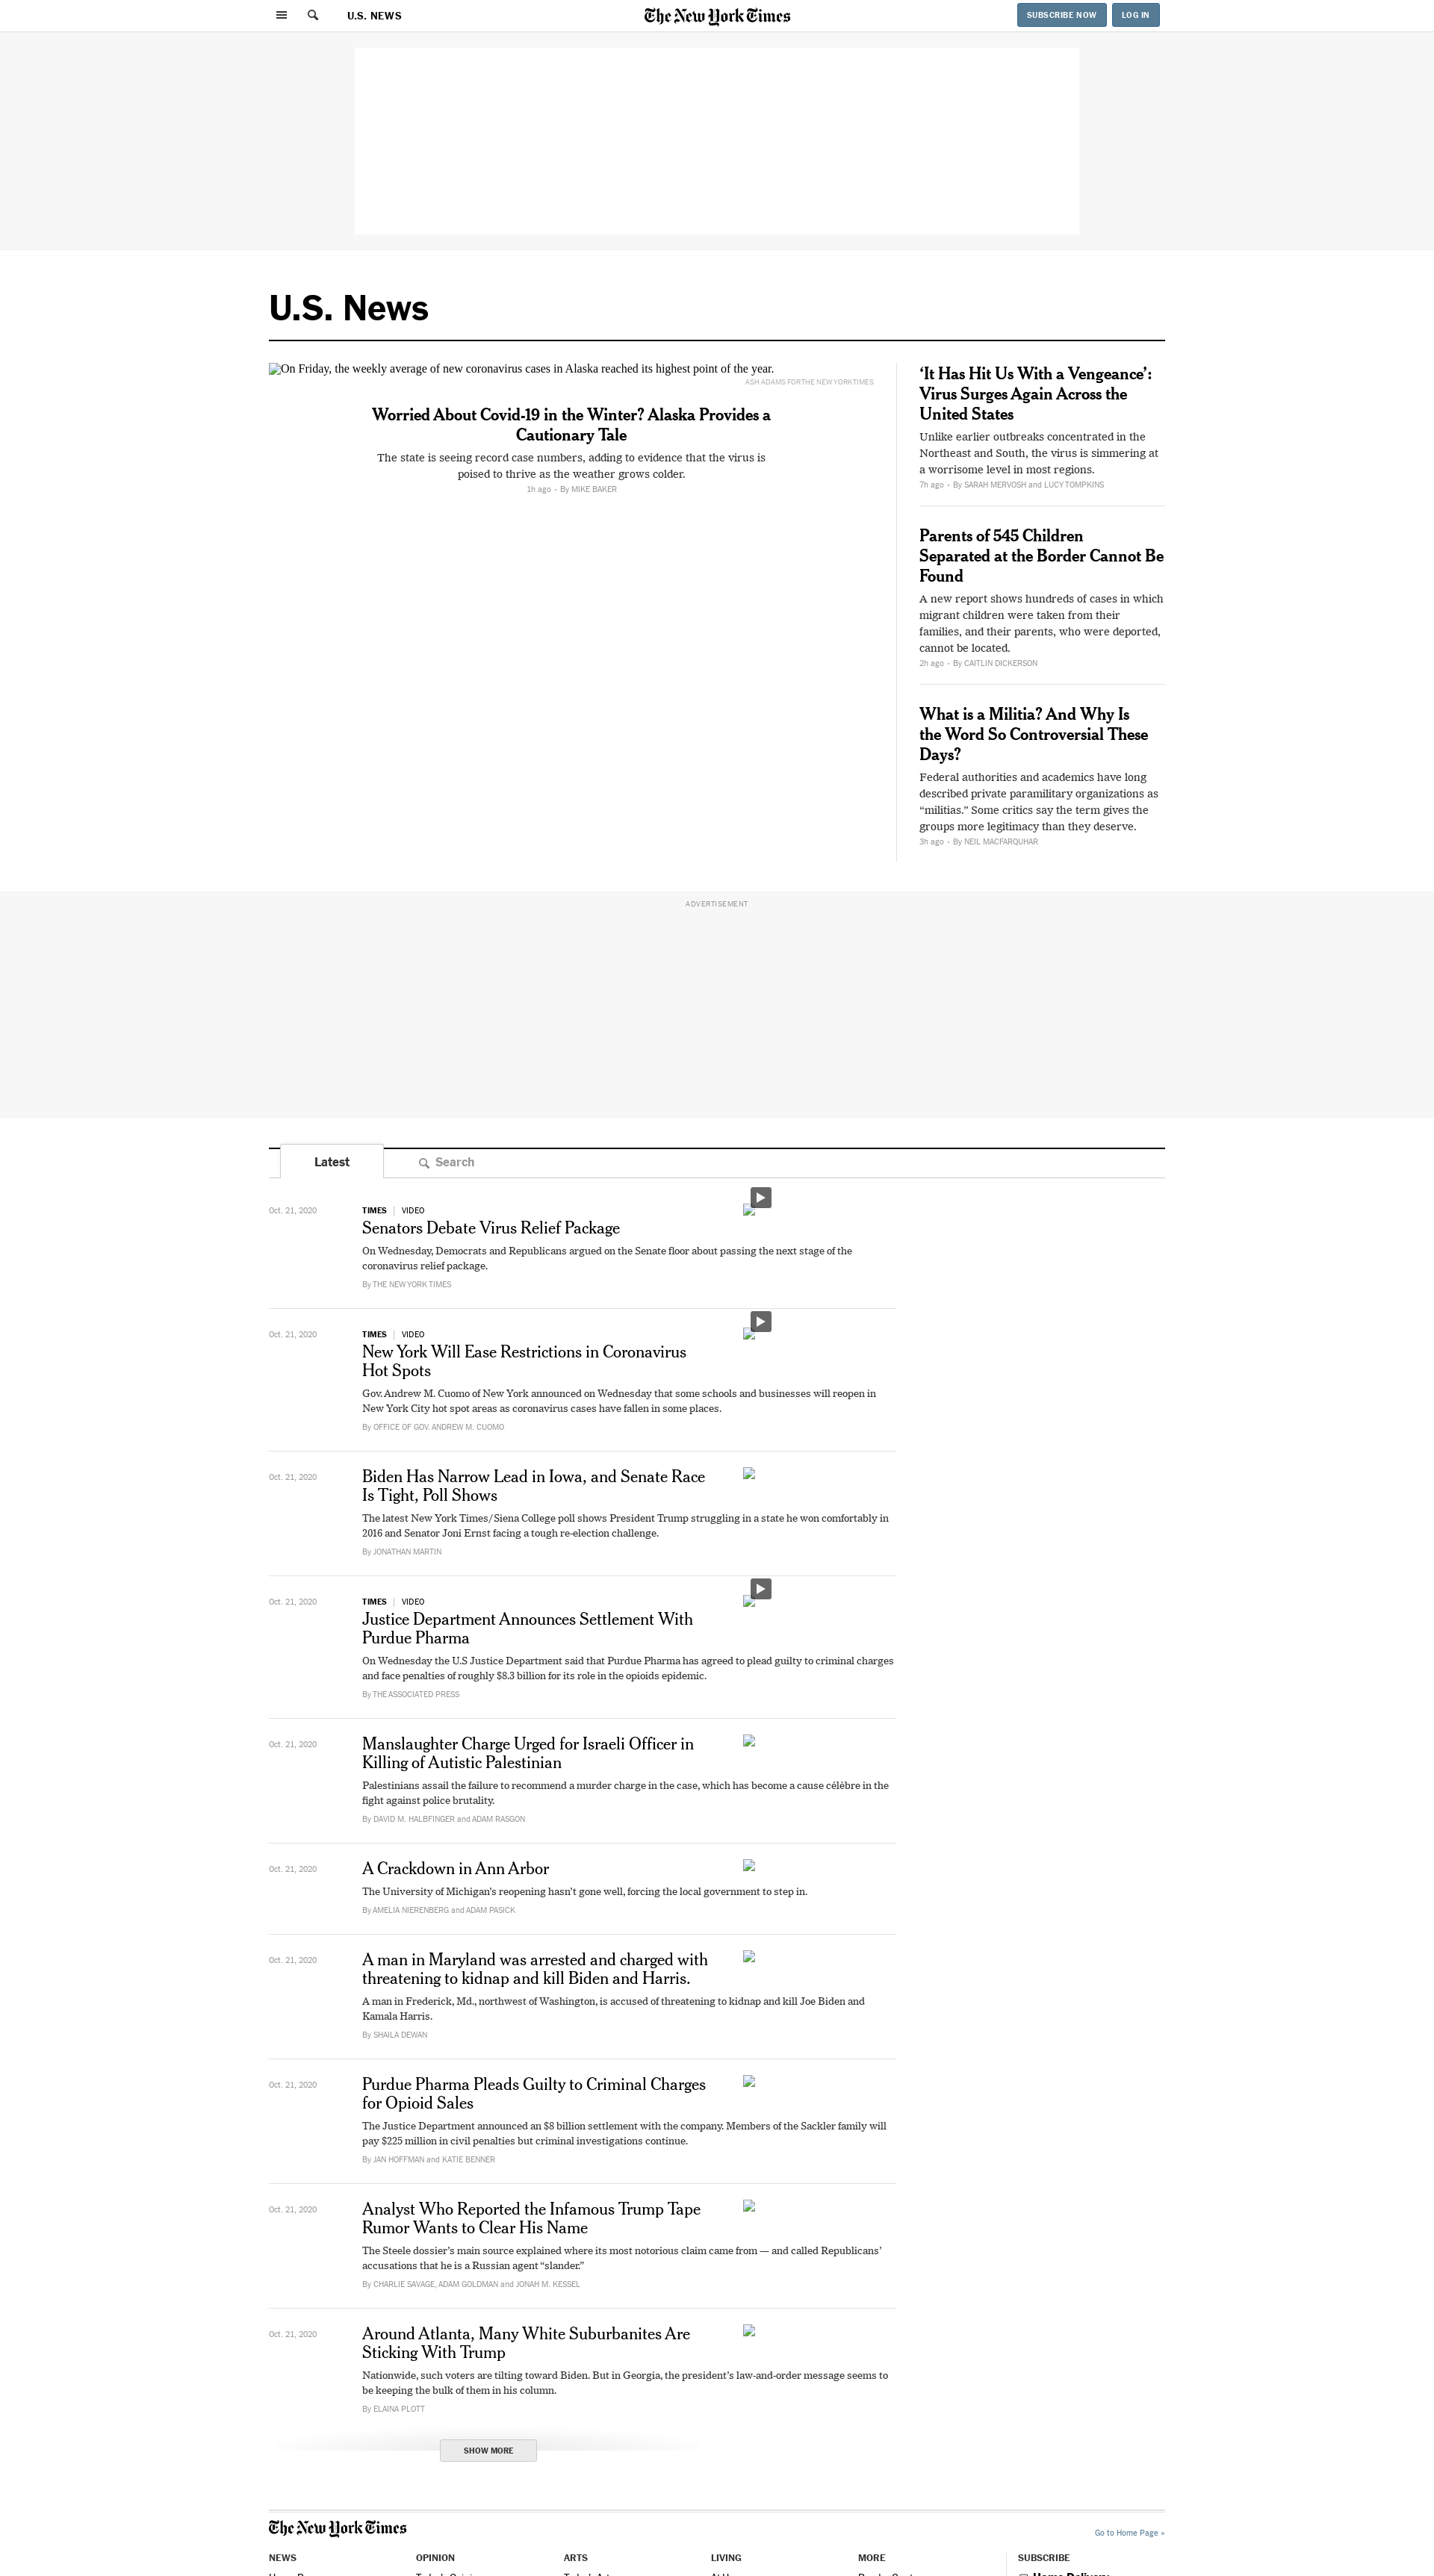 U.S. NEWS
The New York Times
SUBSCRIBE NOW
LOG IN
U.S. News
On Friday, the weekly average of new coronavirus cases in Alaska reached its highest point of the year.
ASH ADAMS FOR THE NEW YORK TIMES
Worried About Covid-19 in the Winter? Alaska Provides a
Cautionary Tale
The state is seeing record case numbers, adding to evidence that the virus is
poised to thrive as the weather grows colder.
1h ago • By MIKE BAKER
‘It Has Hit Us With a Vengeance’:
Virus Surges Again Across the
United States
Unlike earlier outbreaks concentrated in the
Northeast and South, the virus is simmering at
a worrisome level in most regions.
7h ago • By SARAH MERVOSH and LUCY TOMPKINS
Parents of 545 Children
Separated at the Border Cannot Be
Found
A new report shows hundreds of cases in which
migrant children were taken from their
families, and their parents, who were deported,
cannot be located.
2h ago • By CAITLIN DICKERSON
What is a Militia? And Why Is
the Word So Controversial These
Days?
Federal authorities and academics have long
described private paramilitary organizations as
“militias.” Some critics say the term gives the
groups more legitimacy than they deserve.
3h ago • By NEIL MACFARQUHAR
ADVERTISEMENT
Latest
Search
Oct. 21, 2020
TIMES | VIDEO
Senators Debate Virus Relief Package
On Wednesday, Democrats and Republicans argued on the Senate floor about passing the next stage of the
coronavirus relief package.
By THE NEW YORK TIMES
Oct. 21, 2020
TIMES | VIDEO
New York Will Ease Restrictions in Coronavirus
Hot Spots
Gov. Andrew M. Cuomo of New York announced on Wednesday that some schools and businesses will reopen in
New York City hot spot areas as coronavirus cases have fallen in some places.
By OFFICE OF GOV. ANDREW M. CUOMO
Oct. 21, 2020
Biden Has Narrow Lead in Iowa, and Senate Race
Is Tight, Poll Shows
The latest New York Times/Siena College poll shows President Trump struggling in a state he won comfortably in
2016 and Senator Joni Ernst facing a tough re-election challenge.
By JONATHAN MARTIN
Oct. 21, 2020
TIMES | VIDEO
Justice Department Announces Settlement With
Purdue Pharma
On Wednesday the U.S Justice Department said that Purdue Pharma has agreed to plead guilty to criminal charges
and face penalties of roughly $8.3 billion for its role in the opioids epidemic.
By THE ASSOCIATED PRESS
Oct. 21, 2020
Manslaughter Charge Urged for Israeli Officer in
Killing of Autistic Palestinian
Palestinians assail the failure to recommend a murder charge in the case, which has become a cause célèbre in the
fight against police brutality.
By DAVID M. HALBFINGER and ADAM RASGON
Oct. 21, 2020
A Crackdown in Ann Arbor
The University of Michigan’s reopening hasn’t gone well, forcing the local government to step in.
By AMELIA NIERENBERG and ADAM PASICK
Oct. 21, 2020
A man in Maryland was arrested and charged with
threatening to kidnap and kill Biden and Harris.
A man in Frederick, Md., northwest of Washington, is accused of threatening to kidnap and kill Joe Biden and
Kamala Harris.
By SHAILA DEWAN
Oct. 21, 2020
Purdue Pharma Pleads Guilty to Criminal Charges
for Opioid Sales
The Justice Department announced an $8 billion settlement with the company. Members of the Sackler family will
pay $225 million in civil penalties but criminal investigations continue.
By JAN HOFFMAN and KATIE BENNER
Oct. 21, 2020
Analyst Who Reported the Infamous Trump Tape
Rumor Wants to Clear His Name
The Steele dossier’s main source explained where its most notorious claim came from — and called Republicans’
accusations that he is a Russian agent “slander.”
By CHARLIE SAVAGE, ADAM GOLDMAN and JONAH M. KESSEL
Oct. 21, 2020
Around Atlanta, Many White Suburbanites Are
Sticking With Trump
Nationwide, such voters are tilting toward Biden. But in Georgia, the president’s law-and-order message seems to
be keeping the bulk of them in his column.
By ELAINA PLOTT
SHOW MORE
The New York Times
Go to Home Page »
NEWS
OPINION
ARTS
LIVING
MORE
SUBSCRIBE